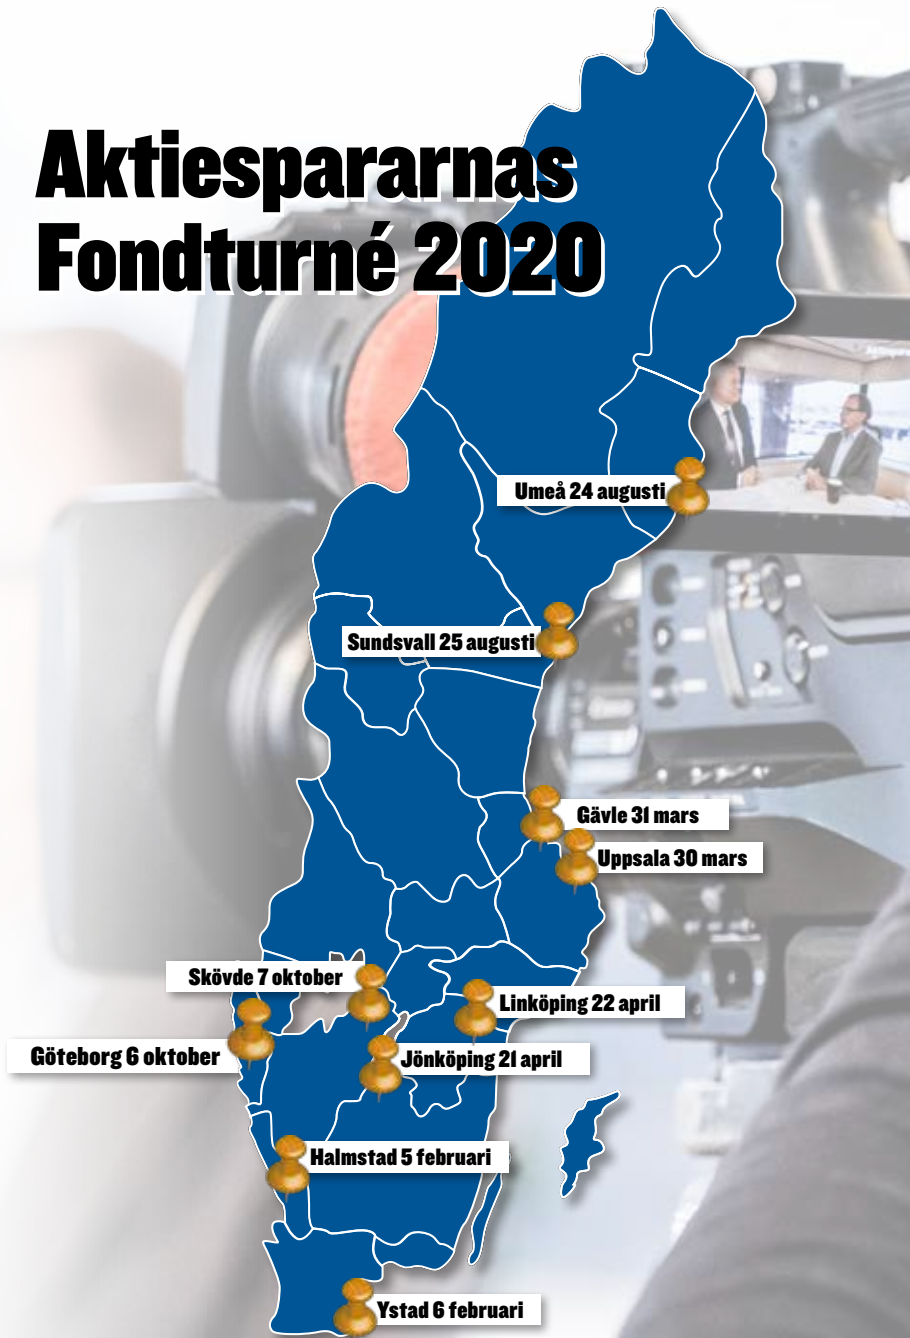 Aktiespararnas
Fondturné 2020
Umeå 24 augusti
Sundsvall 25 augusti
Gävle 31 mars
Uppsala 30 mars
Skövde 7 oktober
Linköping 22 april
Göteborg 6 oktober
Jönköping 21 april
Halmstad 5 februari
Ystad 6 februari